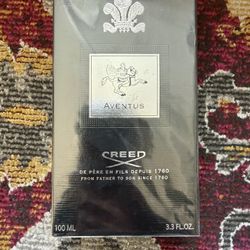 AVENTUS
CREED
DE PÈRE EN FILS DEPUIS 1760
FROM FATHER TO SON SINCE 1760
100 ML 3.3 FL.OZ.